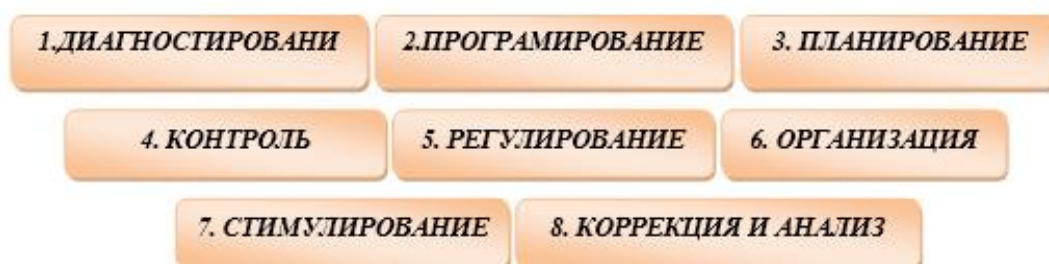 1.ДИАГНОСТИРОВАНИ
2.ПРОГРАМИРОВАНИЕ
3. ПЛАНИРОВАНИЕ
4. КОНТРОЛЬ
5. РЕГУЛИРОВАНИЕ
6. ОРГАНИЗАЦИЯ
7. СТИМУЛИРОВАНИЕ
8. КОРРЕКЦИЯ И АНАЛИЗ